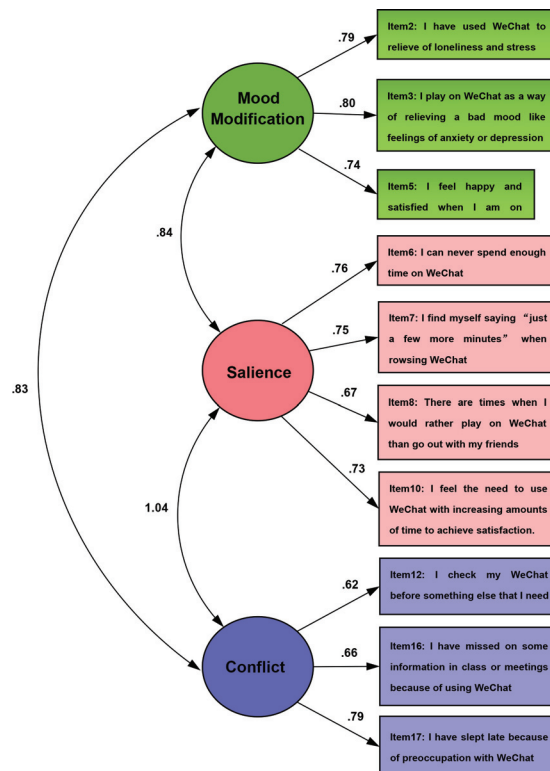 .79
Item2: I have used WeChat to
relieve of loneliness and stress
Mood
Modification
.80
Item3: I play on WeChat as a way
of relieving a bad mood like
feelings of anxiety or depression
.74
Item5: I feel happy and
satisfied when I am on
.84
Item6: I can never spend enough
time on WeChat
.76
Item7: I find myself saying “just
a few more minutes” when
rowsing WeChat
.75
Salience
.83
.67
Item8: There are times when I
would rather play on WeChat
than go out with my friends
.73
Item10: I feel the need to use
WeChat with increasing amounts
of time to achieve satisfaction.
1.04
Item12: I check my WeChat
before something else that I need
.62
.66
Item16: I have missed on some
information in class or meetings
because of using WeChat
Conflict
.79
Item17: I have slept late because
of preoccupation with WeChat